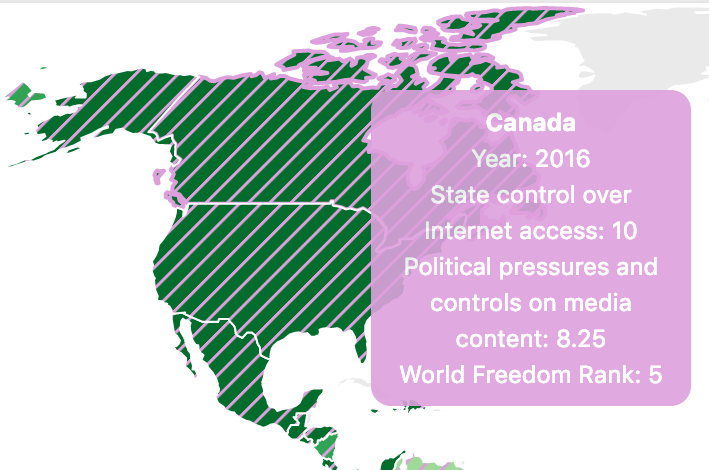 Canada
Year: 2016
State control over
Internet access: 10
Political pressures and
controls on media
content: 8.25
World Freedom Rank: 5